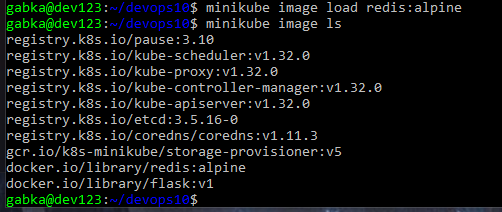 gabka@dev123:~/devops10$ minikube image load redis:alpine
gabka@dev123:~/devops10$ minikube image ls
registry.k8s.io/pause:3.10
registry.k8s.io/kube-scheduler:v1.32.0
registry.k8s.io/kube-proxy:v1.32.0
registry.k8s.io/kube-controller-manager:v1.32.0
registry.k8s.io/kube-apiserver:v1.32.0
registry.k8s.io/etcd:3.5.16-0
registry.k8s.io/coredns/coredns:v1.11.3
gcr.io/k8s-minikube/storage-provisioner:v5
docker.io/library/redis:alpine
docker.io/library/flask:v1
gabka@dev123:~/devops10$